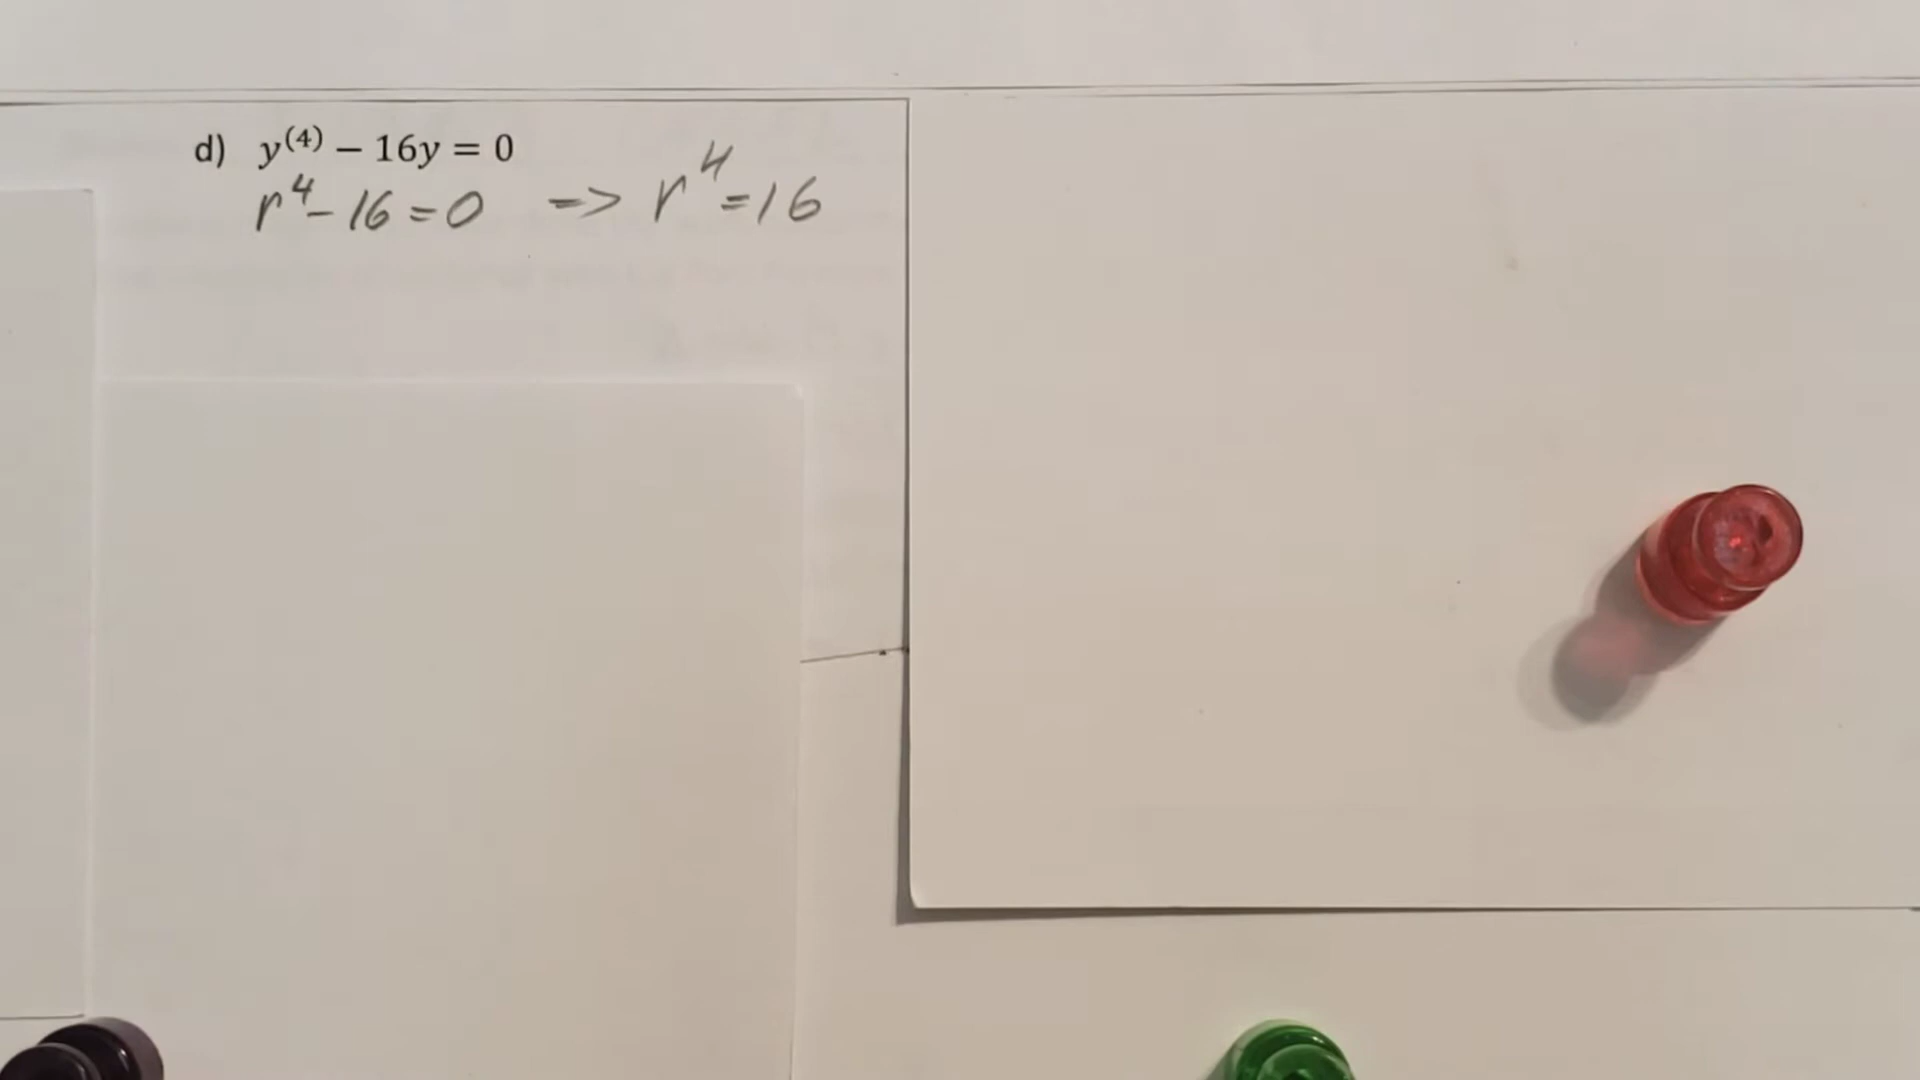 d) y⁽⁴⁾ − 16y = 0
r⁴ − 16 = 0 => r⁴ = 16